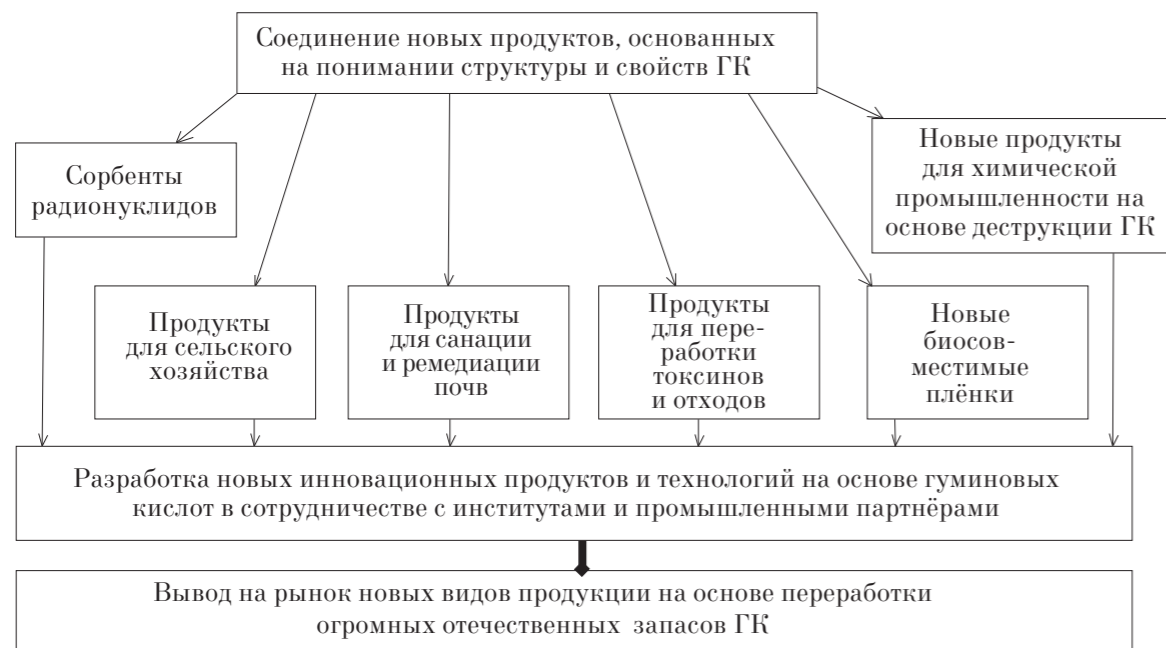 Соединение новых продуктов, основанных
на понимании структуры и свойств ГК
Сорбенты
радионуклидов
Новые продукты
для химической
промышленности на
основе деструкции ГК
Продукты
для сельского
хозяйства
Продукты
для санации
и ремедиации
почв
Продукты
для пере-
работки
токсинов
и отходов
Новые
биосов-
местимые
плёнки
Разработка новых инновационных продуктов и технологий на основе гуминовых
кислот в сотрудничестве с институтами и промышленными партнёрами
Вывод на рынок новых видов продукции на основе переработки
огромных отечественных запасов ГК